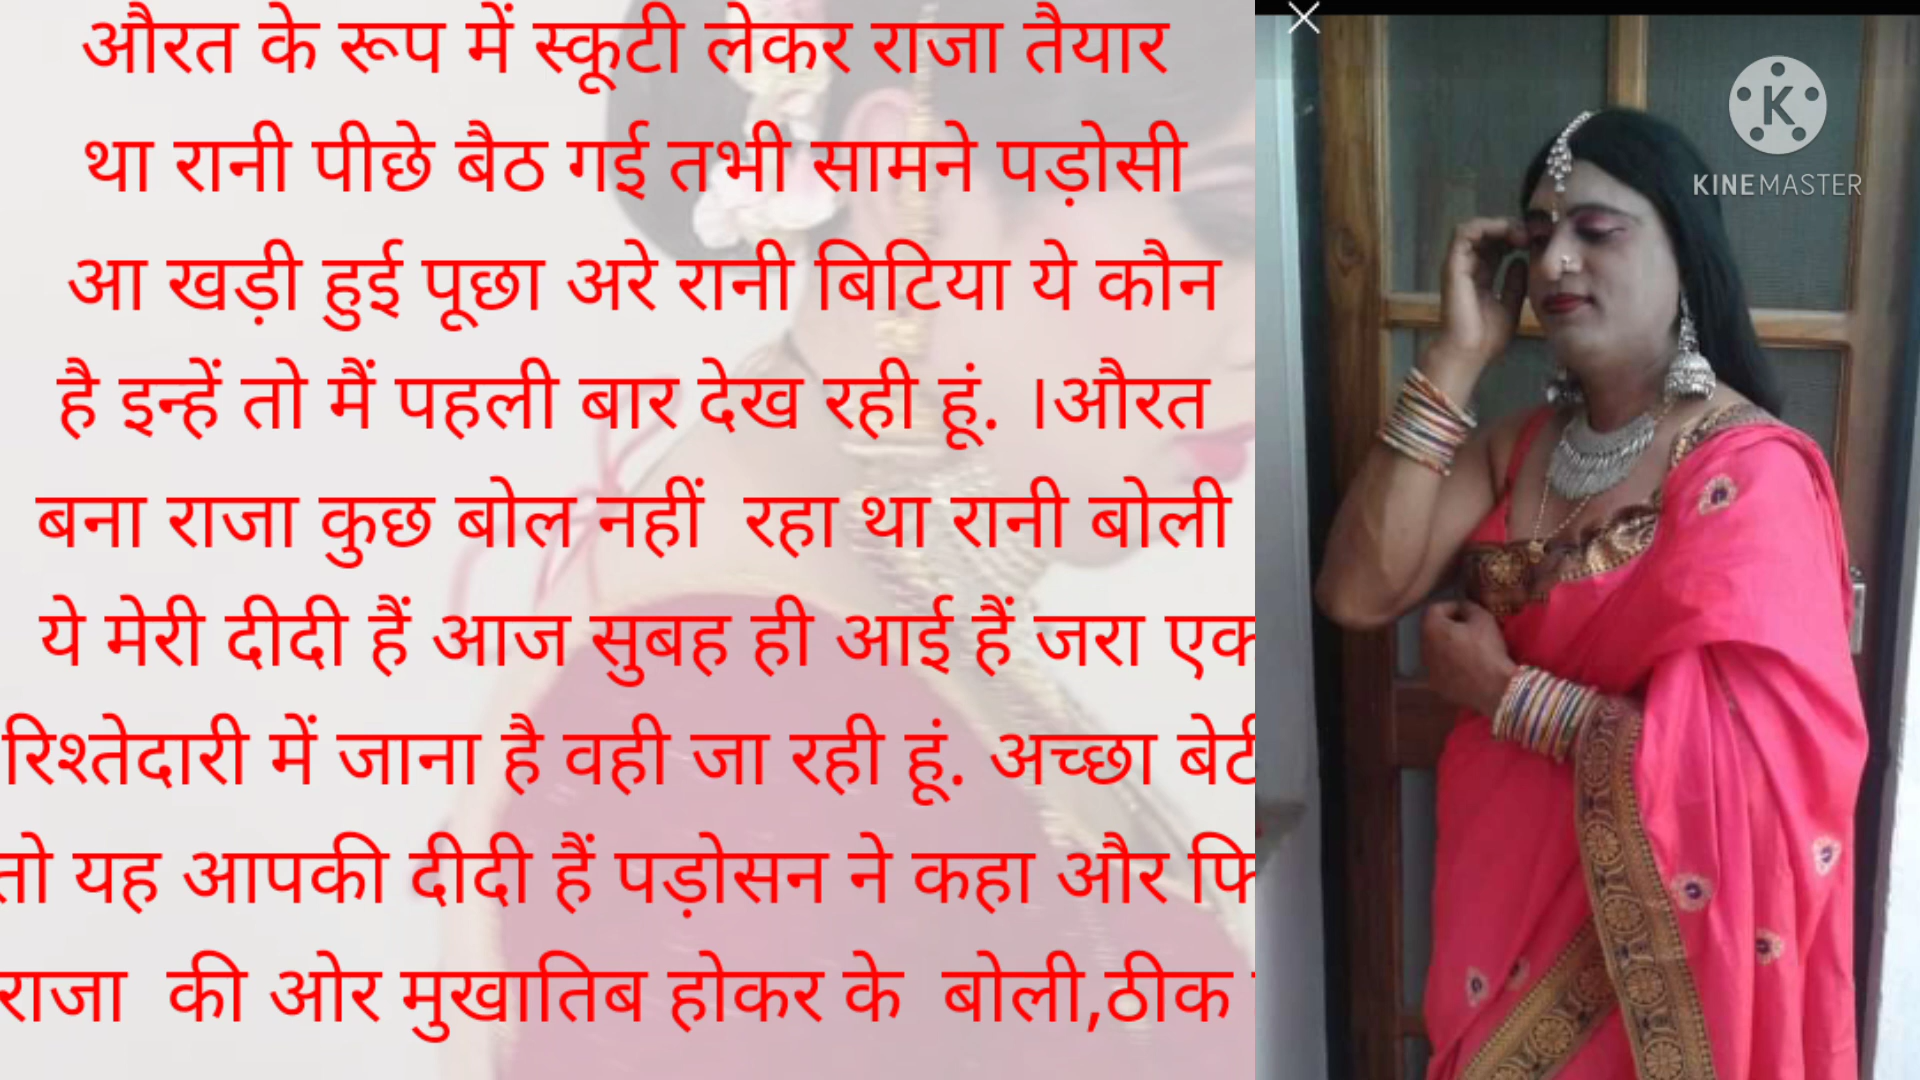 औरत के रूप में स्कूटी लेकर राजा तैयार
था रानी पीछे बैठ गई तभी सामने पड़ोसी
आ खड़ी हुई पूछा अरे रानी बिटिया ये कौन
है इन्हें तो मैं पहली बार देख रही हूं. ।औरत
बना राजा कुछ बोल नहीं रहा था रानी बोली
ये मेरी दीदी हैं आज सुबह ही आई हैं जरा एक
रिश्तेदारी में जाना है वही जा रही हूं. अच्छा
तो यह आपकी दीदी हैं पड़ोसन ने कहा और
राजा की ओर मुखातिब होकर के बोली,ठीक
KINEMASTER